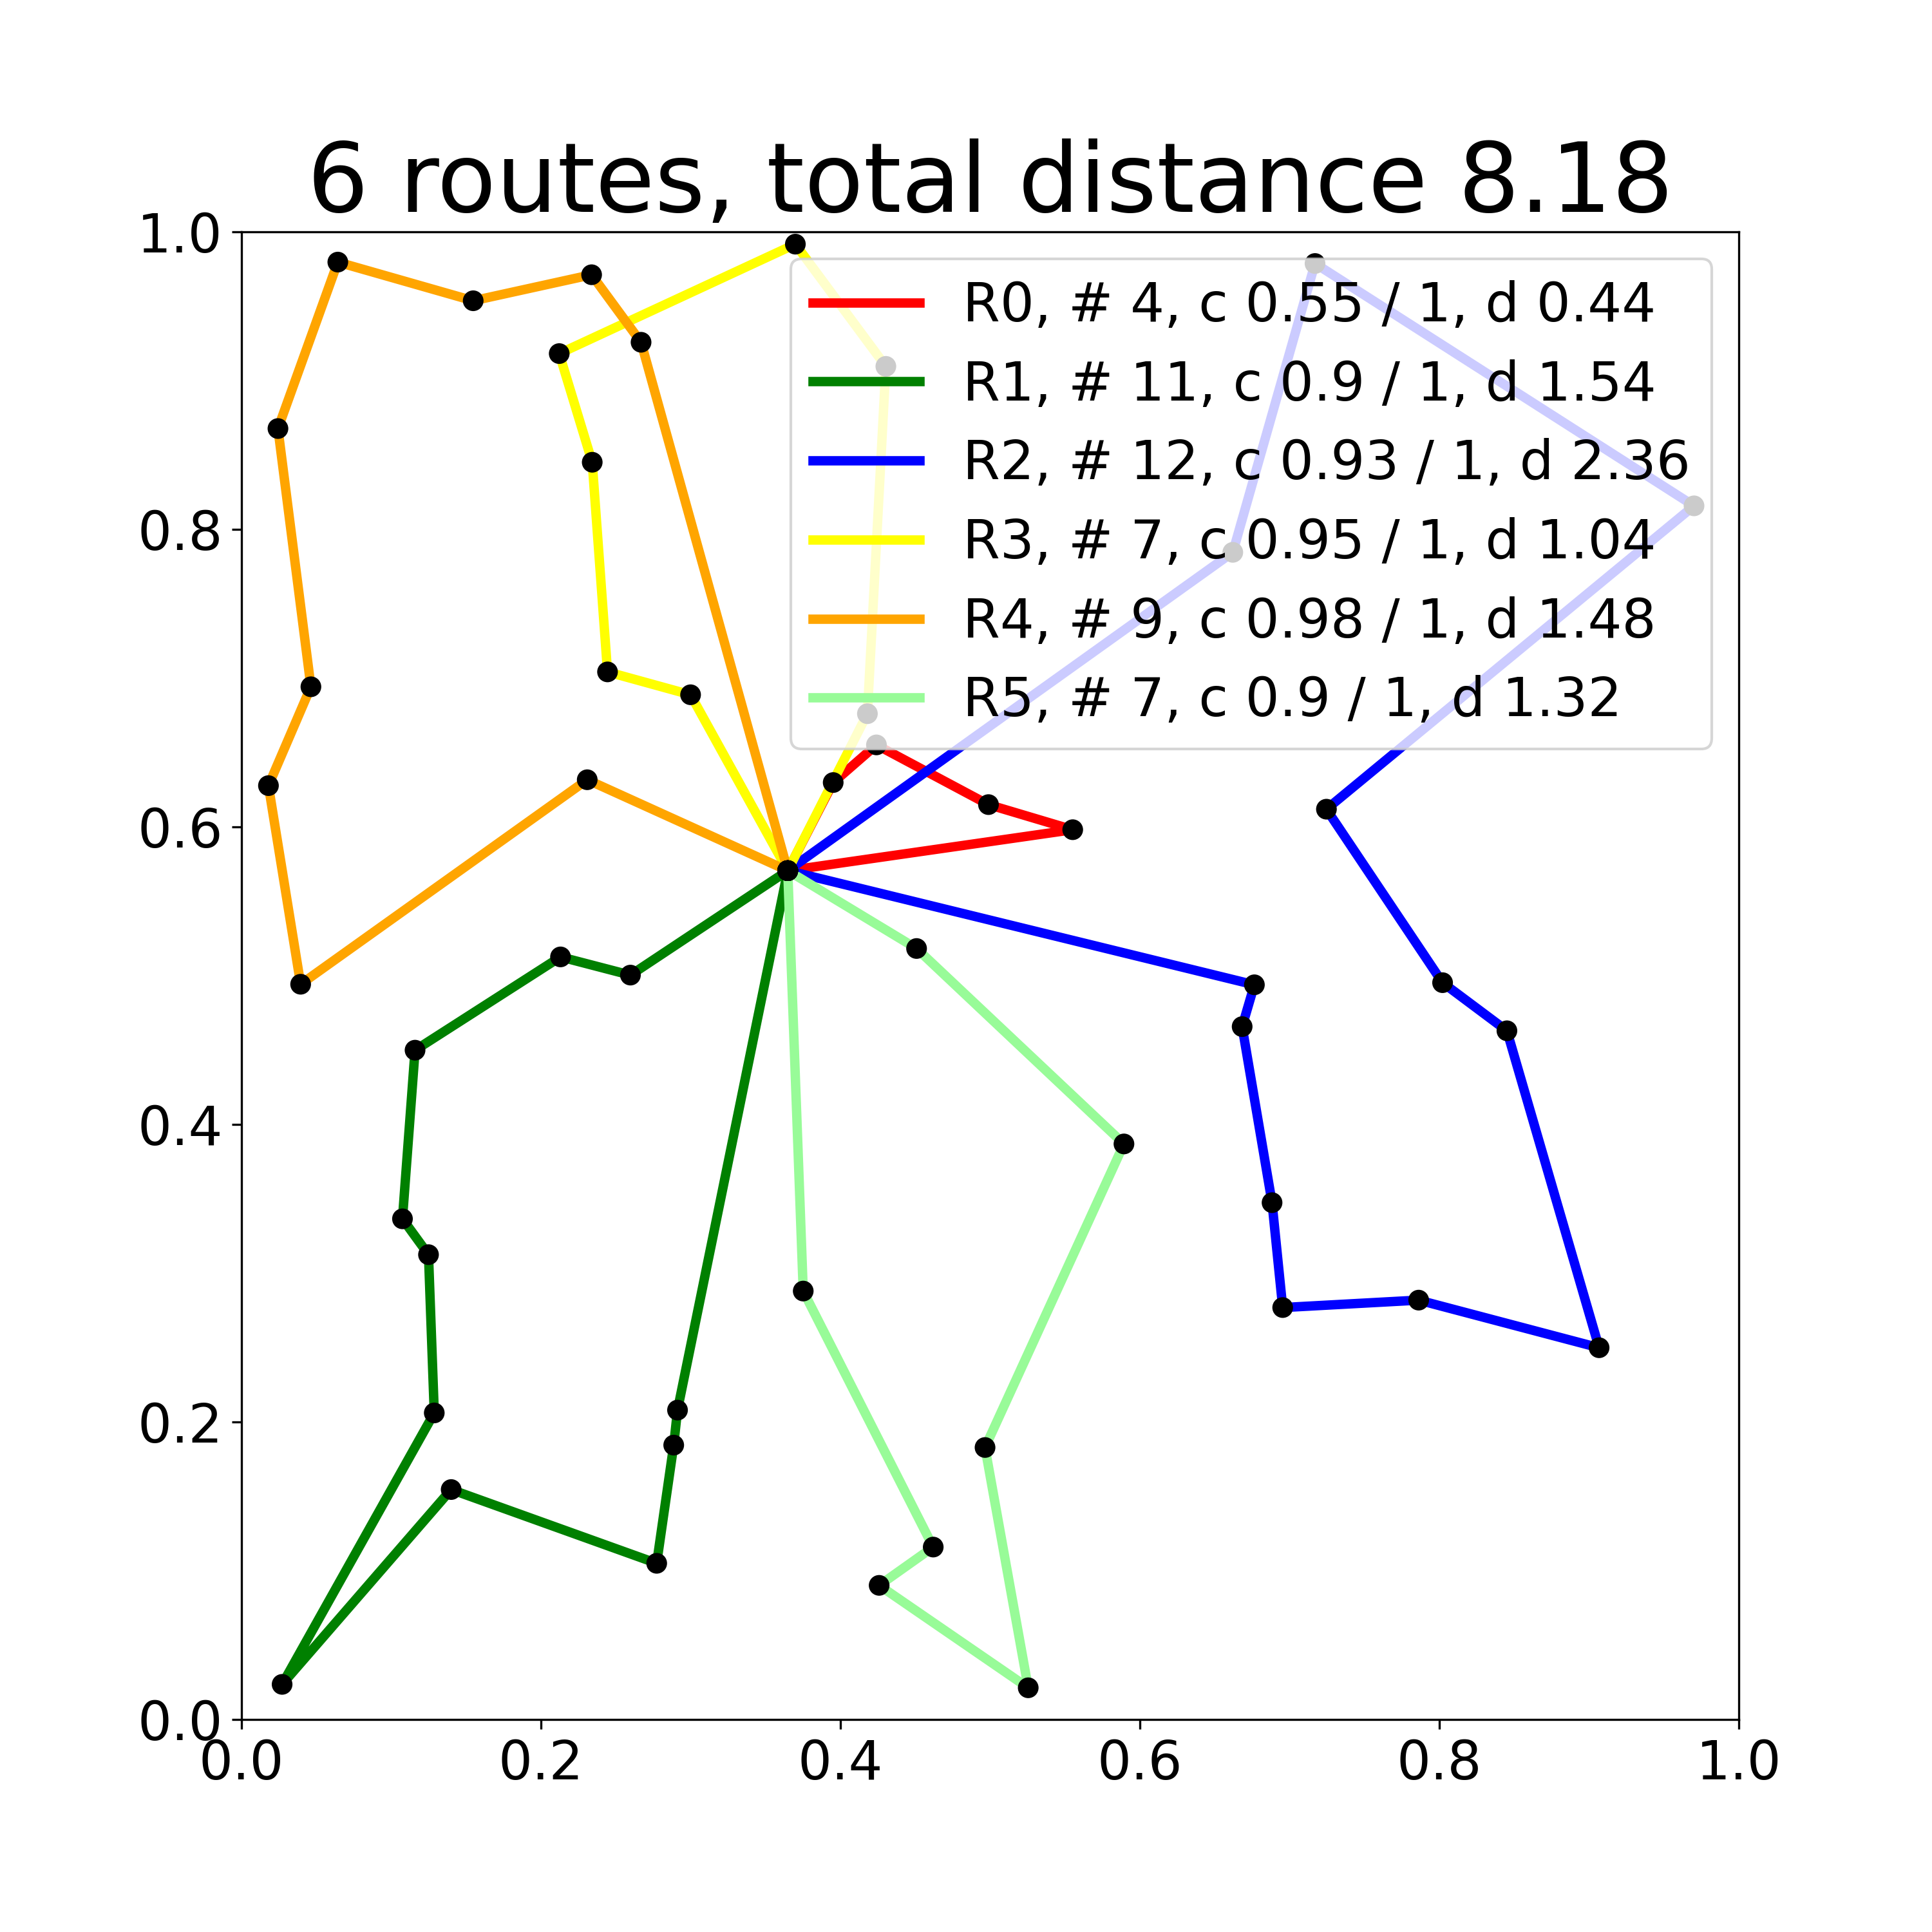 6 routes, total distance 8.18
1.0
R0, # 4, c 0.55 / 1, d 0.44
R1, # 11, c 0.9 / 1, d 1.54
R2, # 12, c 0.93 / 1, d 2.36
R3, # 7, c 0.95 / 1, d 1.04
R4, # 9, c 0.98 / 1, d 1.48
R5, # 7, c 0.9 / 1, d 1.32
0.8
0.6
0.4
0.2
0.0
0.0 0.2 0.4 0.6 0.8 1.0